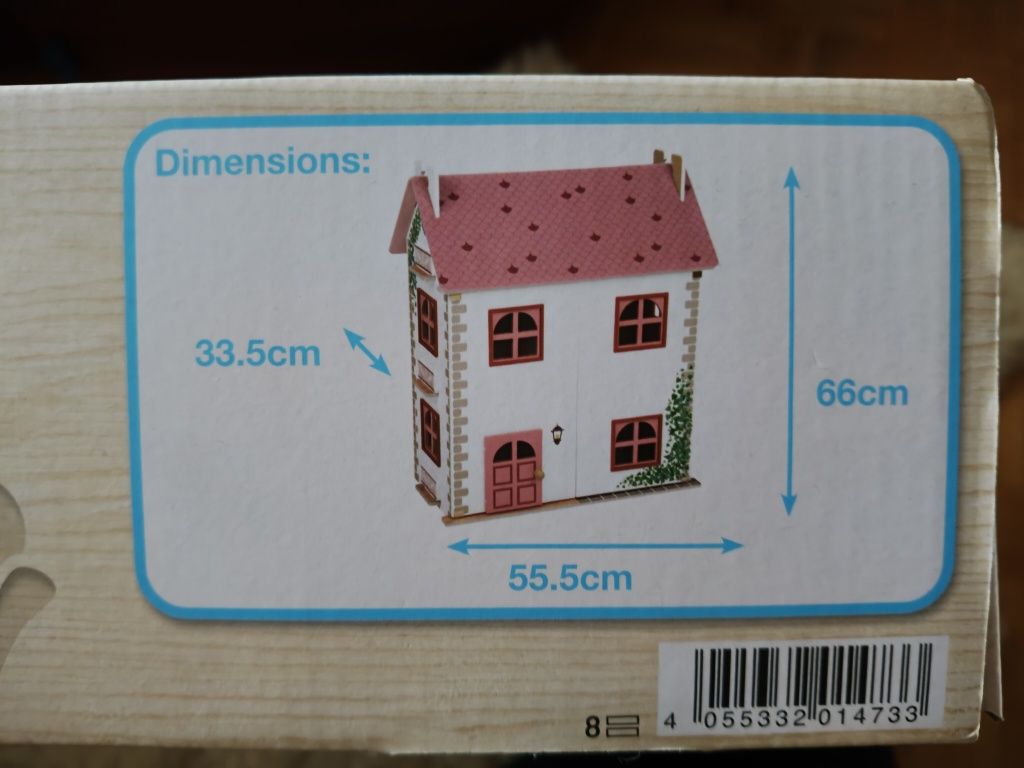 Dimensions:
33.5cm
66cm
55.5cm
8
4 055332 014733